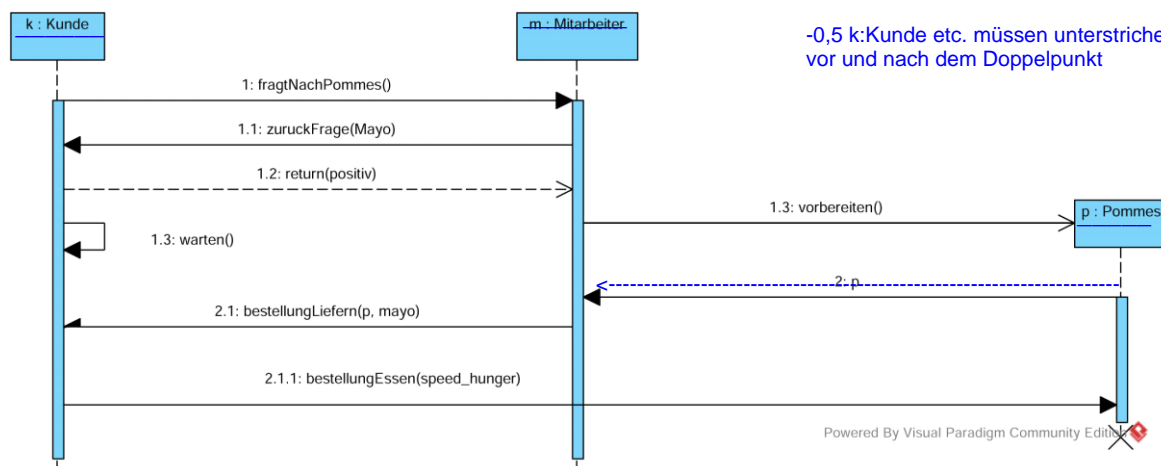 k : Kunde
m : Mitarbeiter
-0,5 k:Kunde etc. müssen unterstriche
vor und nach dem Doppelpunkt
1: fragtNachPommes()
1.1: zuruckFrage(Mayo)
1.2: return(positiv)
1.3: vorbereiten()
p : Pommes
1.3: warten()
2: p
2.1: bestellungLiefern(p, mayo)
2.1.1: bestellungEssen(speed_hunger)
Powered By Visual Paradigm Community Edition